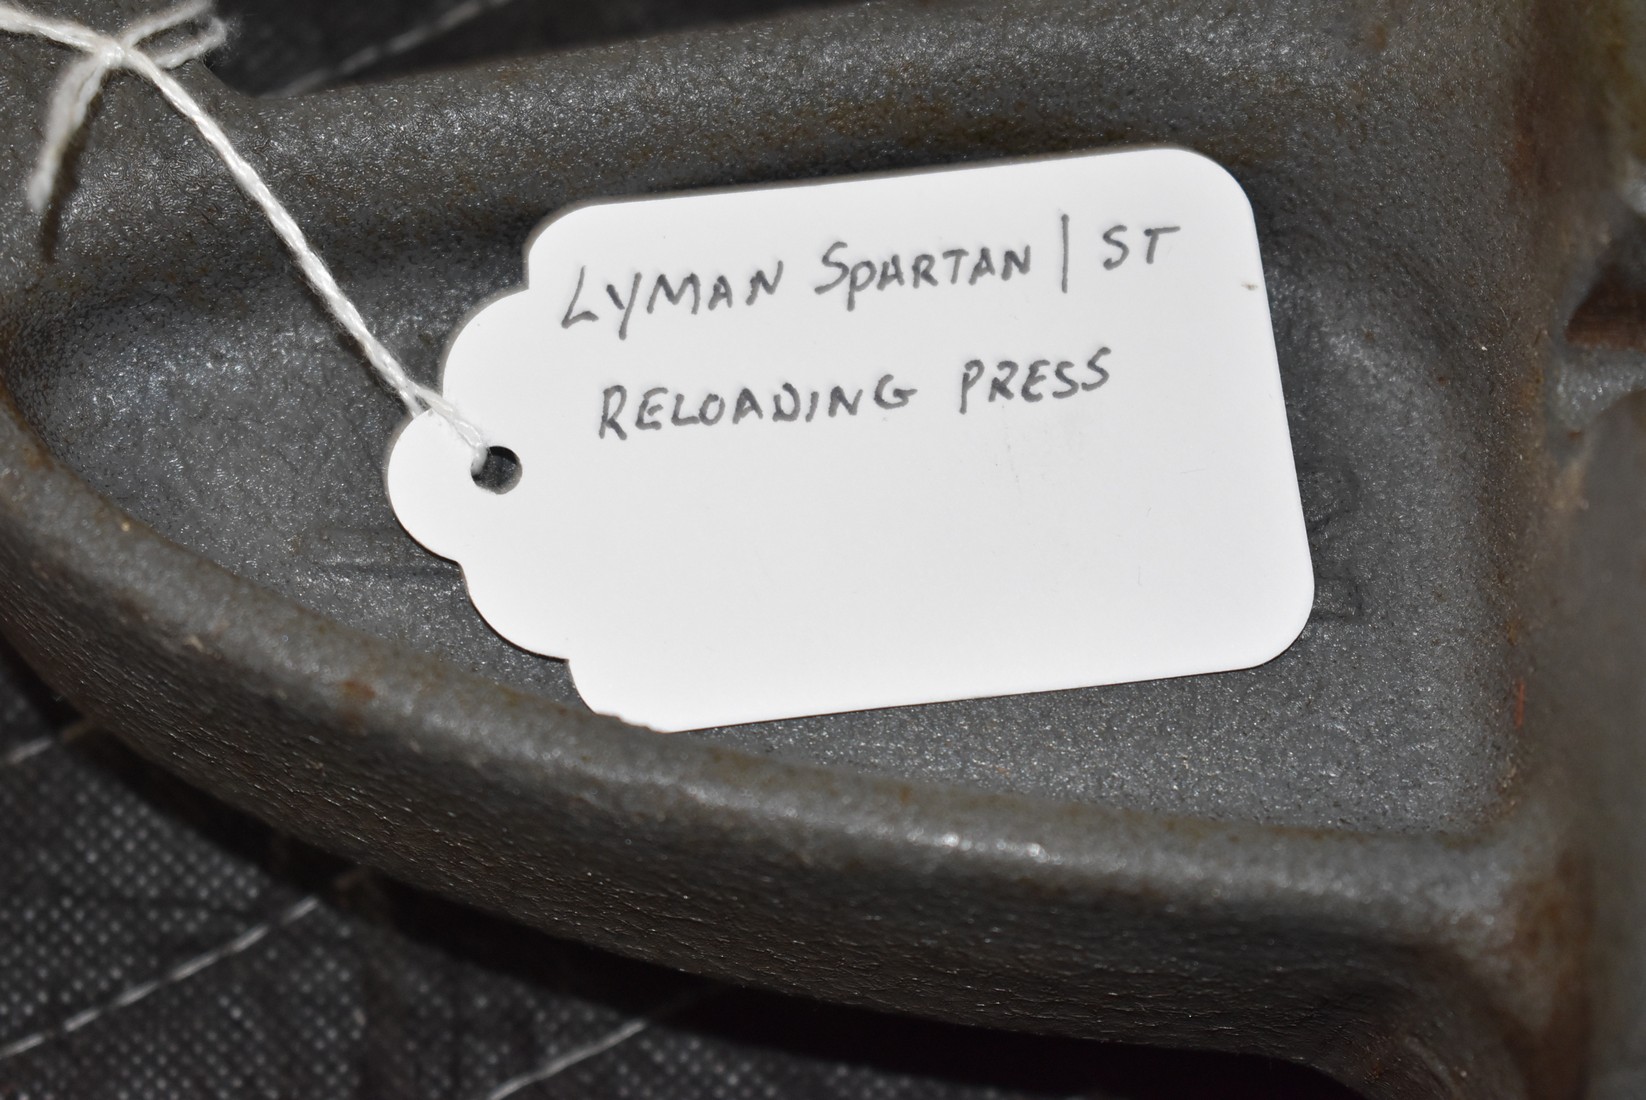 LYMAN SPARTAN | ST
RELOADING PRESS